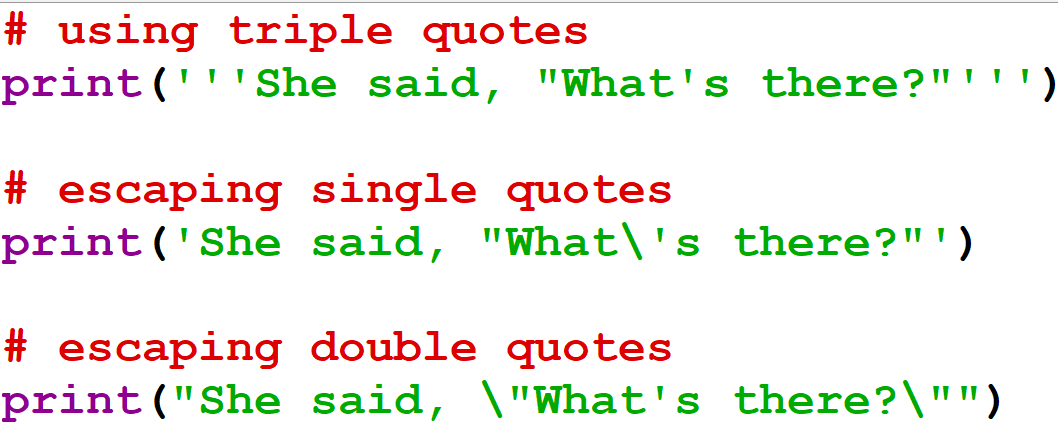 # using triple quotes
print('''She said, "What's there?"''')
# escaping single quotes
print('She said, "What\'s there?"')
# escaping double quotes
print("She said, \"What's there?\"")